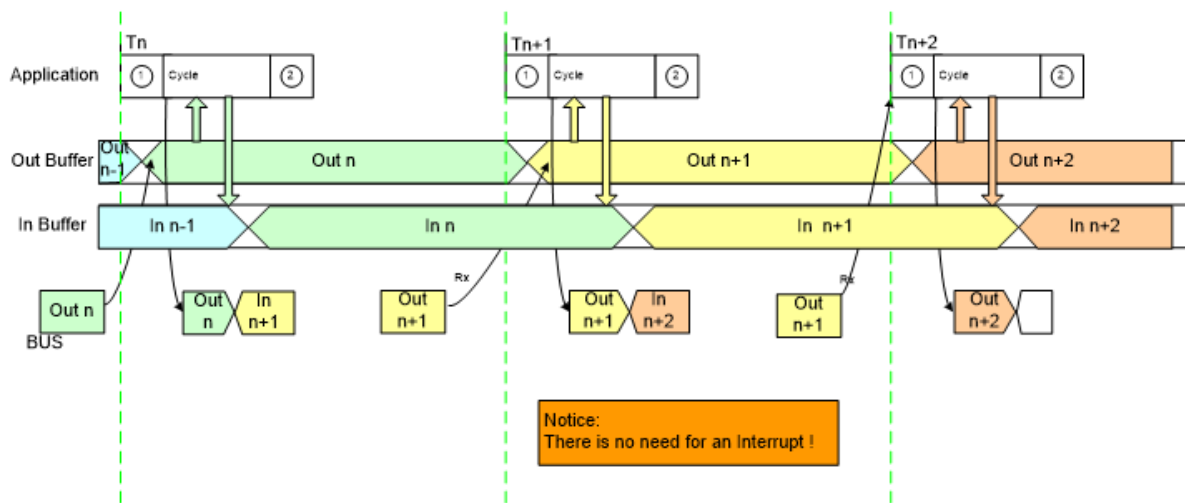 Tn
Tn+1
Tn+2
Application
1
Cycle
2
1
Cycle
2
1
Cycle
2
Out Buffer
Out
n-1
Out n
Out n+1
Out n+2
In Buffer
In n-1
In n
In n+1
In n+2
Rx
Rx
Out n
Out
n
In
n+1
Out
n+1
Out
n+1
In
n+2
Out
n+1
Out
n+2
BUS
Notice:
There is no need for an Interrupt !